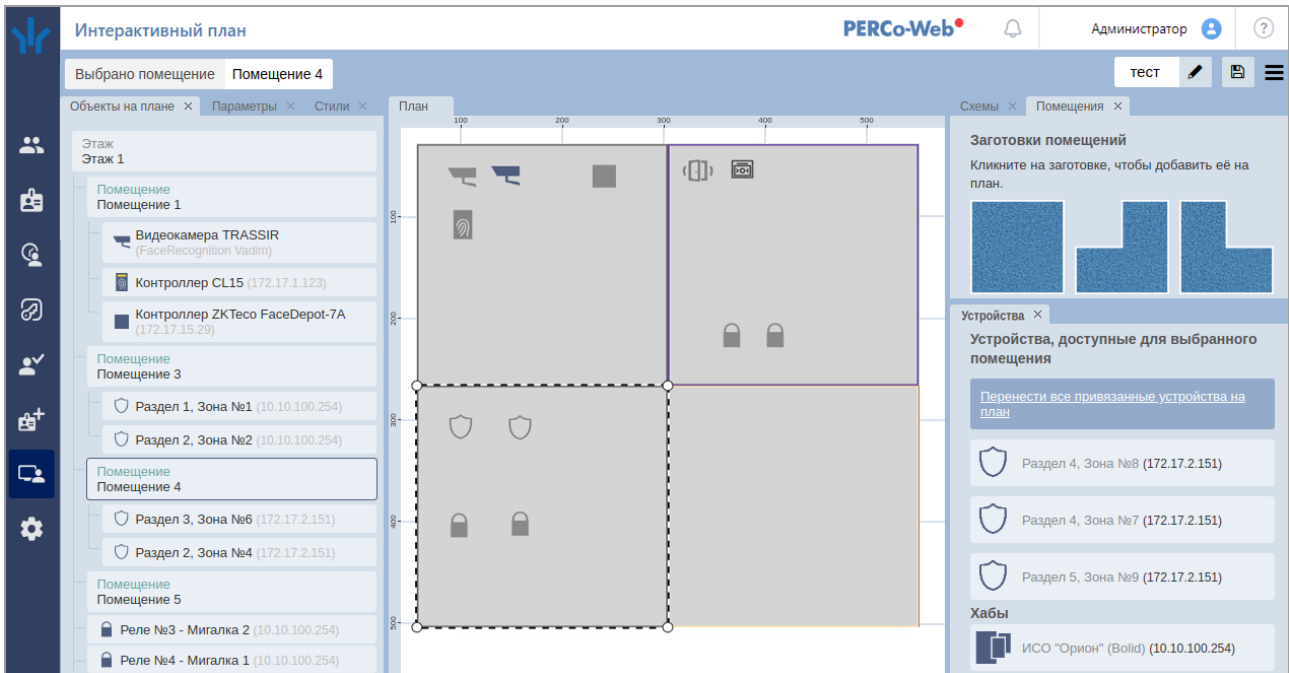 Интерактивный план
PERCo-Web
Администратор
?
Выбрано помещение Помещение 4
тест
Объекты на плане × Параметры × Стили ×
План
Схемы × Помещения ×
Этаж
Этаж 1
Помещение
Помещение 1
Видеокамера TRASSIR
(FaceRecognition Vadim)
Контроллер CL15 (172.17.1.123)
Контроллер ZKTeco FaceDepot-7A
(172.17.15.29)
Помещение
Помещение 3
Раздел 1, Зона №1 (10.10.100.254)
Раздел 2, Зона №2 (10.10.100.254)
Помещение
Помещение 4
Раздел 3, Зона №6 (172.17.2.151)
Раздел 2, Зона №4 (172.17.2.151)
Помещение
Помещение 5
Реле №3 - Мигалка 2 (10.10.100.254)
Реле №4 - Мигалка 1 (10.10.100.254)
100 200 300 400 500
100
200
300
400
500
Заготовки помещений
Кликните на заготовке, чтобы добавить её на
план.
Устройства ×
Устройства, доступные для выбранного
помещения
Перенести все привязанные устройства на
план
Раздел 4, Зона №8 (172.17.2.151)
Раздел 4, Зона №7 (172.17.2.151)
Раздел 5, Зона №9 (172.17.2.151)
Хабы
ИСО "Орион" (Bolid) (10.10.100.254)